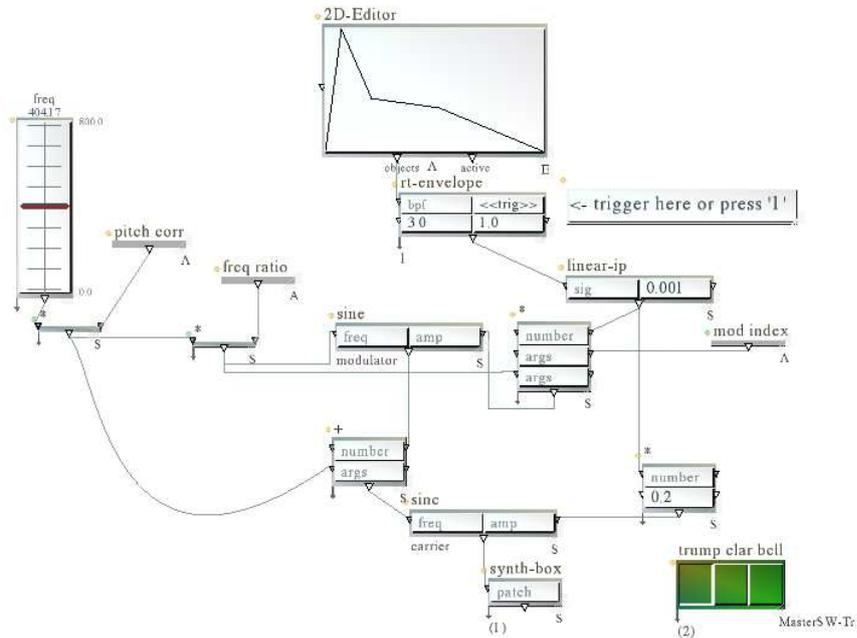 2D-Editor
freq
404.17
800.0
objects A active E
rt-envelope
bpf <<trig>>
3.0 1.0
1
<- trigger here or press '1'
0.0
pitch corr
A
freq ratio
A
linear-ip
sig 0.001
S
*
S
*
S
sine
freq amp
modulator S
*
number
args
args
S
mod index
A
+
number
args
S
*
number
0.2
S
sine
freq amp
carrier S
synth-box
patch
(1) S
trump clar bell
(2) MasterSW-Tr